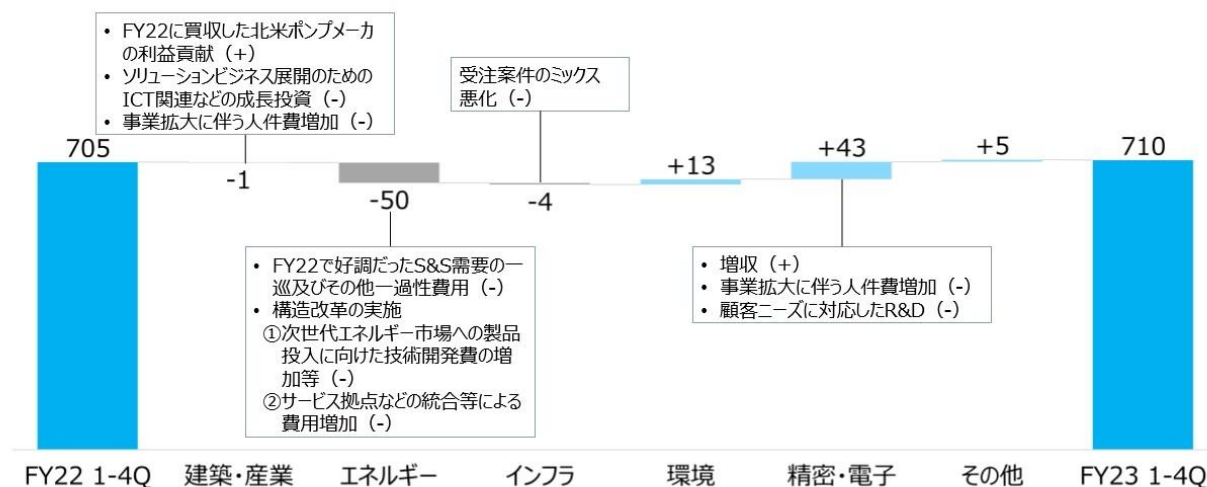 • FY22に買収した北米ポンプメーカ
の利益貢献（+）
• ソリューションビジネス展開のための
ICT関連などの成長投資（-）
• 事業拡大に伴う人件費増加（-）
受注案件のミックス
悪化（-）
705
-1
-50
-4
+13
+43
+5
710
• FY22で好調だったS&S需要の一
巡及びその他一過性費用（-）
• 構造改革の実施
①次世代エネルギー市場への製品
投入に向けた技術開発費の増
加等（-）
②サービス拠点などの統合等による
費用増加（-）
• 増収（+）
• 事業拡大に伴う人件費増加（-）
• 顧客ニーズに対応したR&D（-）
FY22 1-4Q
建築・産業
エネルギー
インフラ
環境
精密・電子
その他
FY23 1-4Q